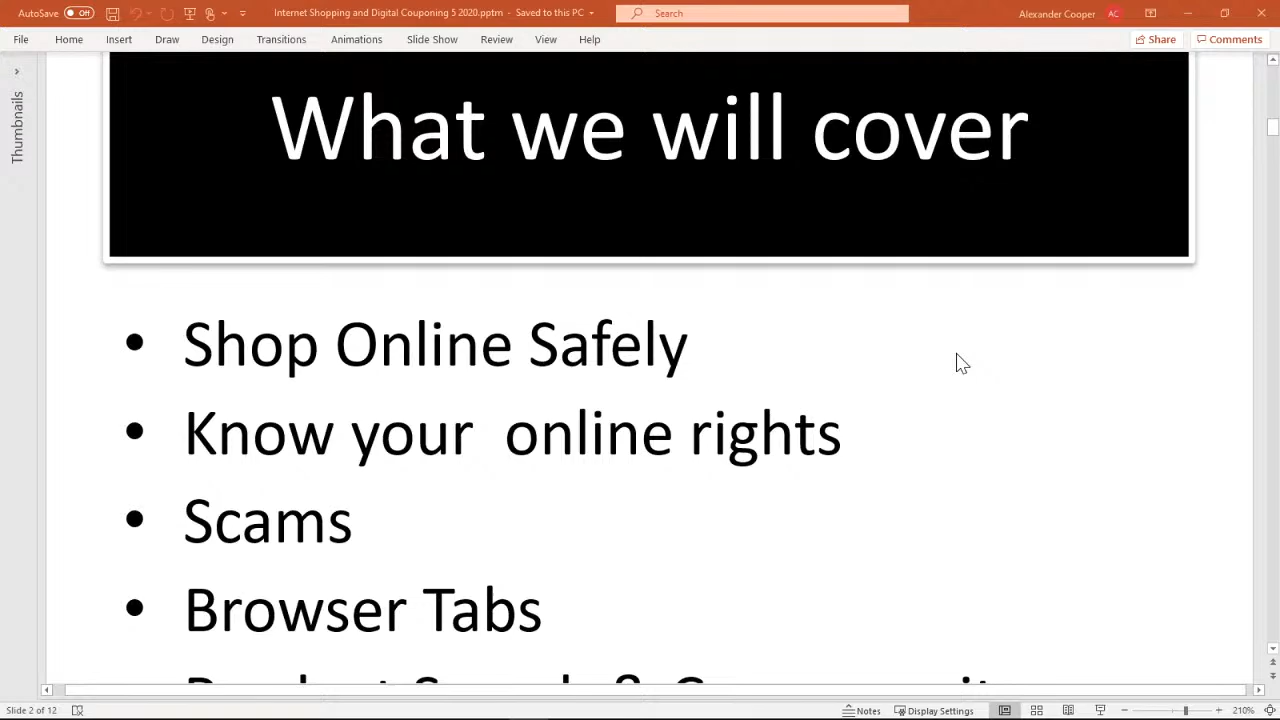 AutoSave Off Internet Shopping and Digital Couponing 5 2020.pptm - Saved to this PC Search Alexander Cooper AC
File Home Insert Draw Design Transitions Animations Slide Show Review View Help Share Comments
Thumbnails
What we will cover
• Shop Online Safely
• Know your online rights
• Scams
• Browser Tabs
Slide 2 of 12 Notes Display Settings 210%